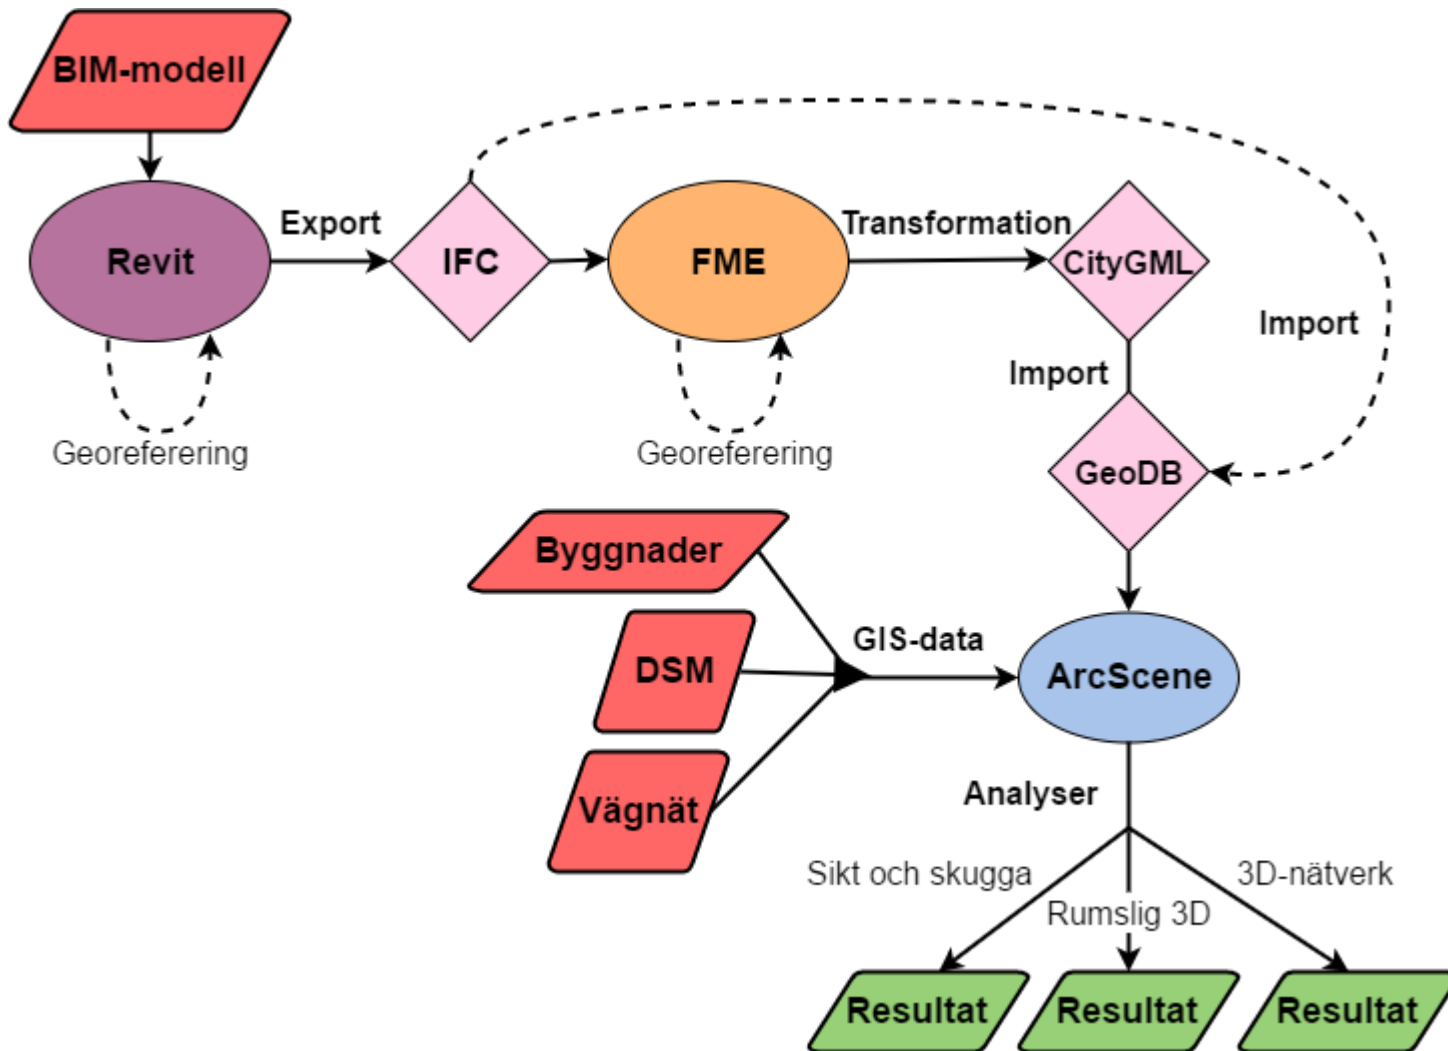 BIM-modell
Export
Transformation
Revit
IFC
FME
CityGML
Import
Import
Georeferering
Georeferering
GeoDB
Byggnader
GIS-data
DSM
ArcScene
Vägnät
Analyser
Sikt och skugga
3D-nätverk
Rumslig 3D
Resultat
Resultat
Resultat